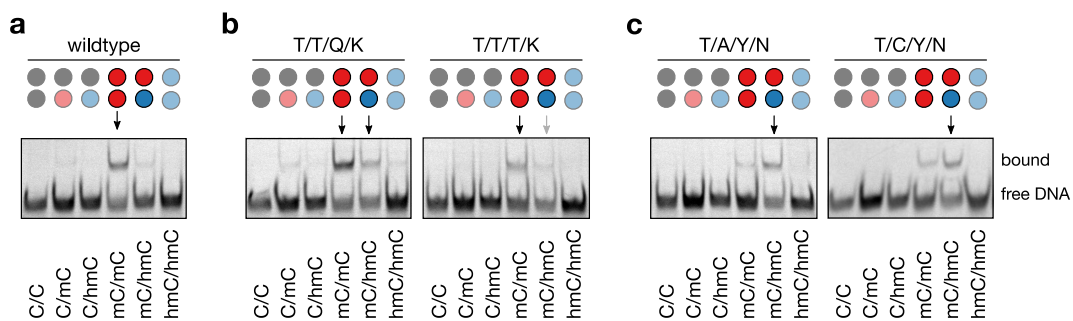 a
wildtype
C/C
C/mC
C/hmC
mC/mC
mC/hmC
hmC/hmC
b
T/T/Q/K
T/T/T/K
C/C
C/mC
C/hmC
mC/mC
mC/hmC
hmC/hmC
C/C
C/mC
C/hmC
mC/mC
mC/hmC
hmC/hmC
c
T/A/Y/N
T/C/Y/N
bound
free DNA
C/C
C/mC
C/hmC
mC/mC
mC/hmC
hmC/hmC
C/C
C/mC
C/hmC
mC/mC
mC/hmC
hmC/hmC